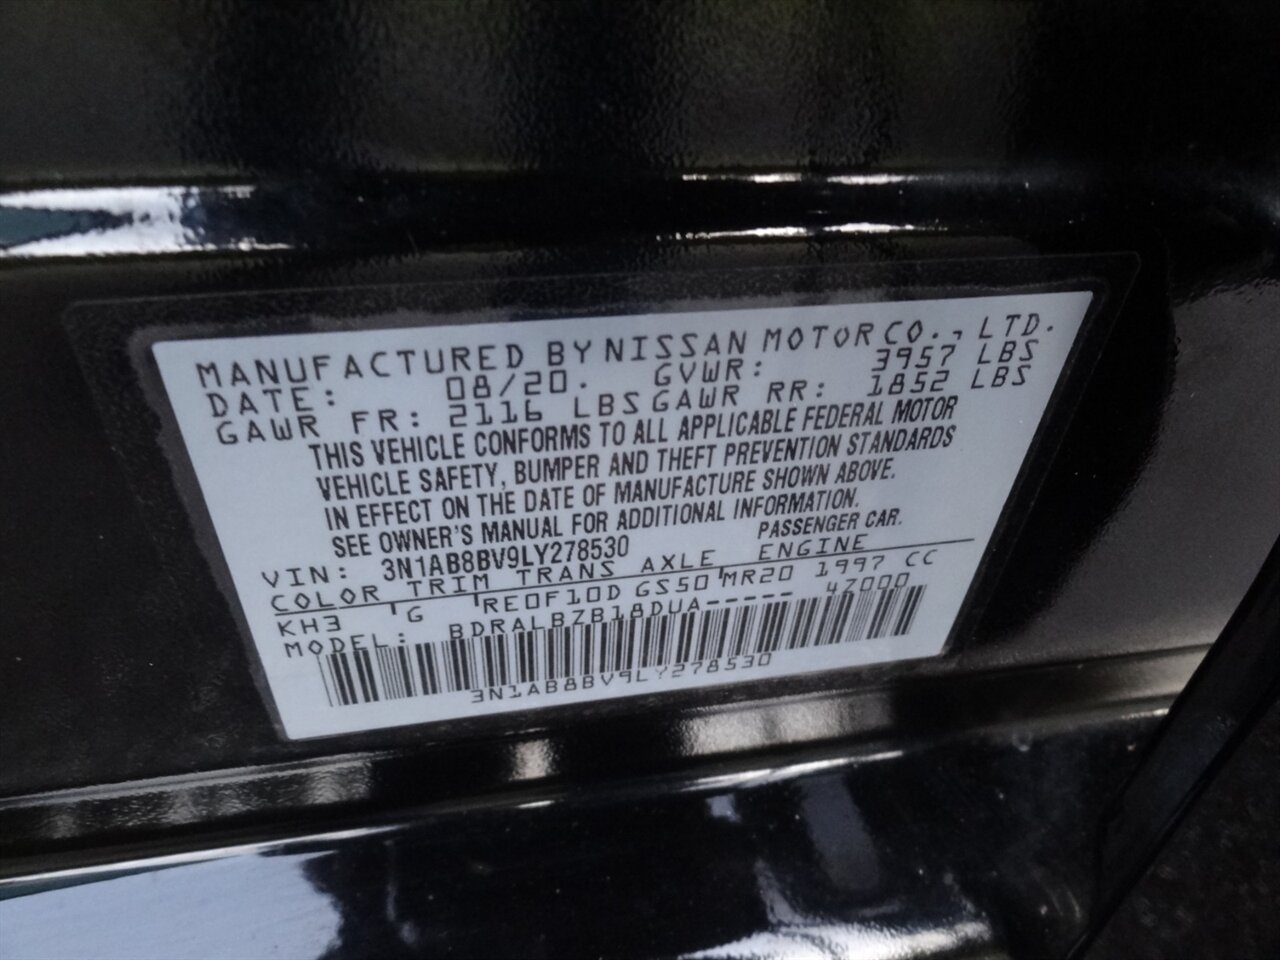 MANUFACTURED BY NISSAN MOTOR CO., LTD.
DATE: 08/20. GVWR: 3957 LBS
GAWR FR: 2116 LBS GAWR RR: 1852 LBS
THIS VEHICLE CONFORMS TO ALL APPLICABLE FEDERAL MOTOR
VEHICLE SAFETY, BUMPER AND THEFT PREVENTION STANDARDS
IN EFFECT ON THE DATE OF MANUFACTURE SHOWN ABOVE.
SEE OWNER'S MANUAL FOR ADDITIONAL INFORMATION.
VIN: 3N1AB8BV9LY278530 PASSENGER CAR.
COLOR TRIM TRANS AXLE ENGINE
KH3 G RE0F10D GS50 MR20 1997 CC
MODEL: BDRALBZB18DUA----- 4Z000
3N1AB8BV9LY278530